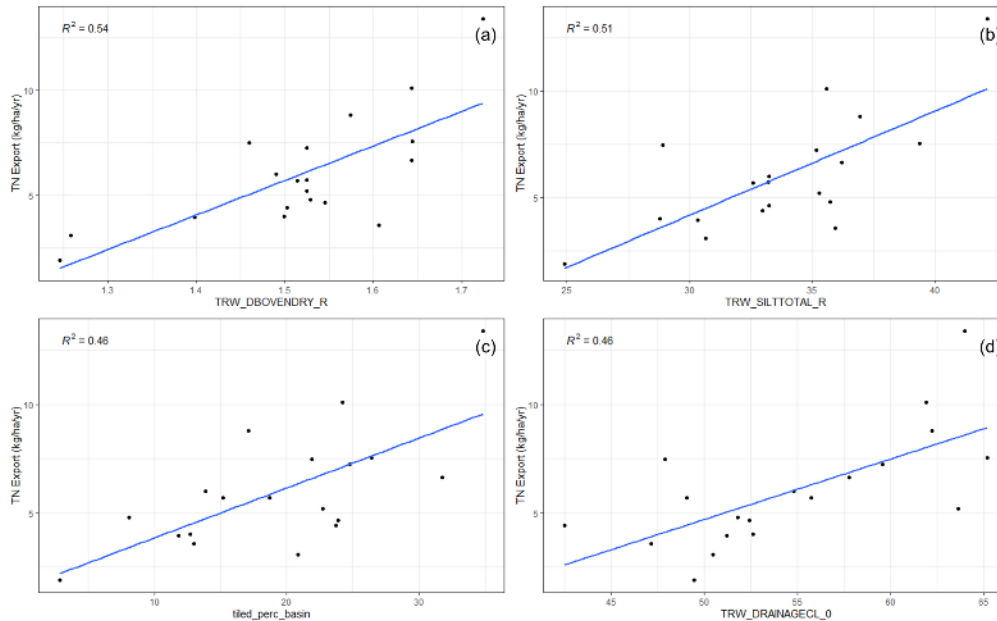 R² = 0.54
(a)
TN Export (kg/ha/yr)
10
5
1.3
1.4
1.5
1.6
1.7
TRW_DBOVENDRY_R
R² = 0.51
(b)
TN Export (kg/ha/yr)
10
5
25
30
35
40
TRW_SILTTOTAL_R
R² = 0.46
(c)
TN Export (kg/ha/yr)
10
5
10
20
30
tiled_perc_basin
R² = 0.46
(d)
TN Export (kg/ha/yr)
10
5
45
50
55
60
65
TRW_DRAINAGECL_0